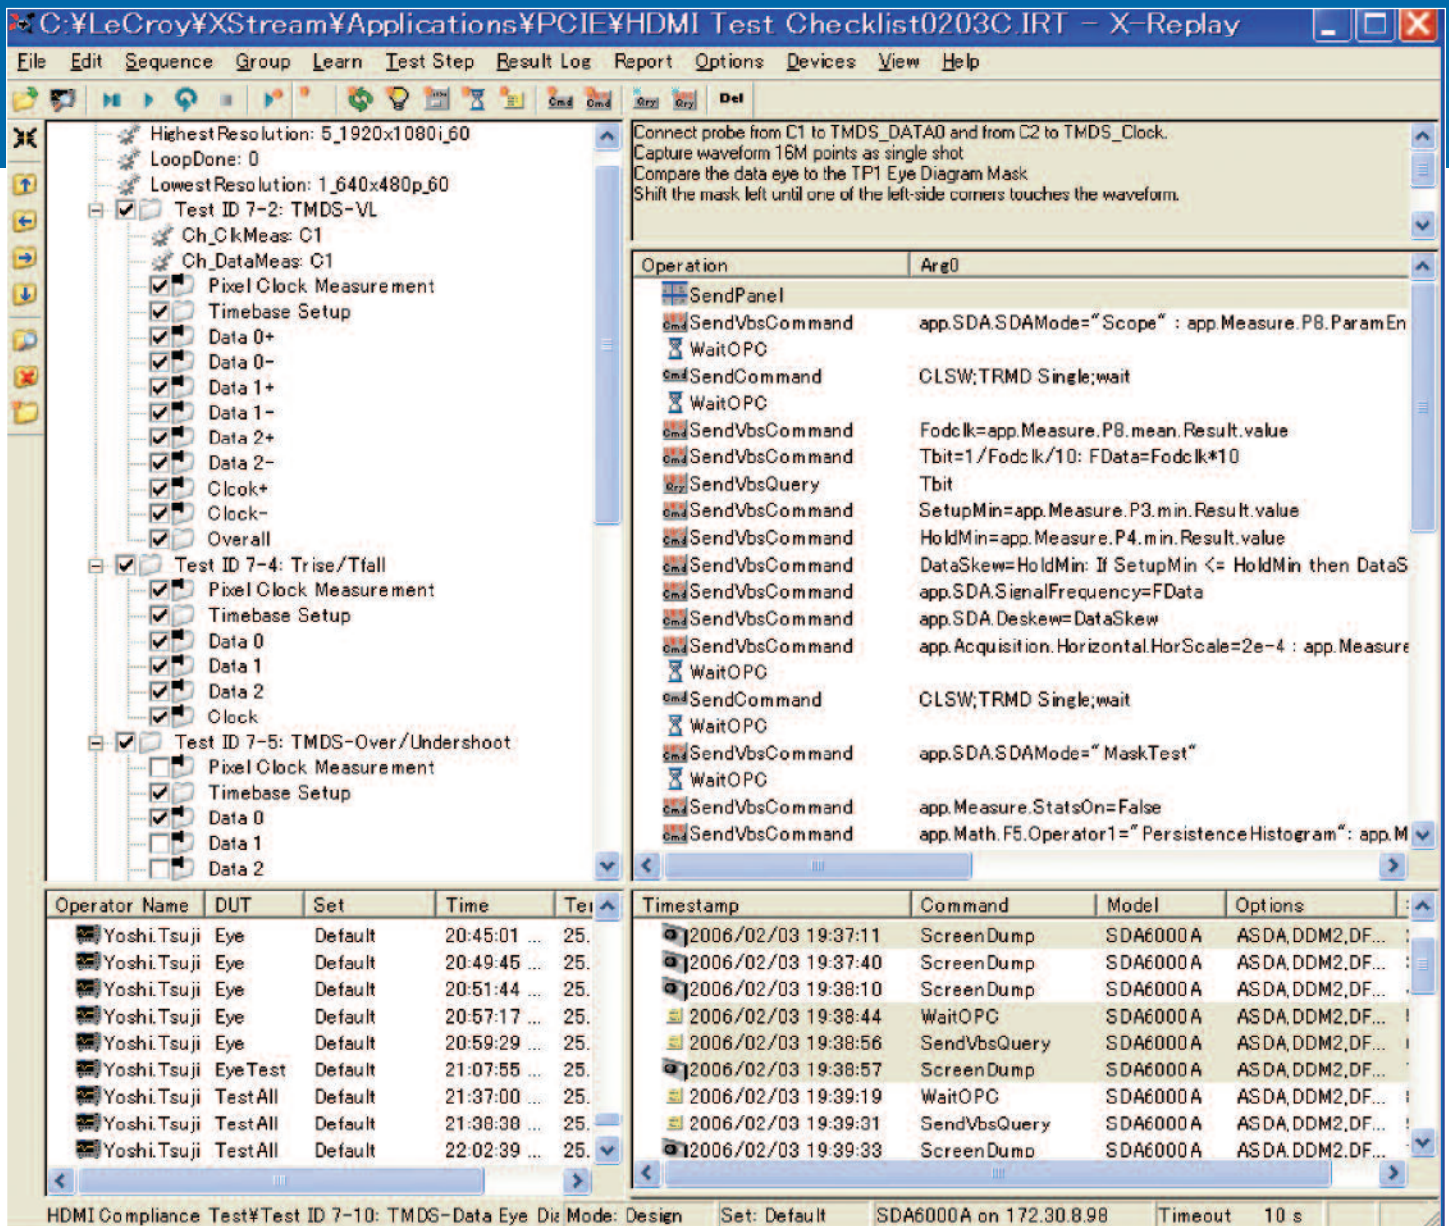 C:¥LeCroy¥XStream¥Applications¥PCIE¥HDMI Test Checklist0203C.IRT - X-Replay
File Edit Sequence Group Learn Test Step Result Log Report Options Devices View Help
Cmd Cmd Qry Qry Del
HighestResolution: 5_1920x1080i_60
LoopDone: 0
LowestResolution: 1_640x480p_60
Test ID 7-2: TMDS-VL
Ch_ClkMeas: C1
Ch_DataMeas: C1
Pixel Clock Measurement
Timebase Setup
Data 0+
Data 0-
Data 1+
Data 1-
Data 2+
Data 2-
Clcok+
Clock-
Overall
Test ID 7-4: Trise/Tfall
Pixel Clock Measurement
Timebase Setup
Data 0
Data 1
Data 2
Clock
Test ID 7-5: TMDS-Over/Undershoot
Pixel Clock Measurement
Timebase Setup
Data 0
Data 1
Data 2
Connect probe from C1 to TMDS_DATA0 and from C2 to TMDS_Clock.
Capture waveform 16M points as single shot
Compare the data eye to the TP1 Eye Diagram Mask
Shift the mask left until one of the left-side corners touches the waveform.
Operation Arg0
SendPanel
Cmd SendVbsCommand app.SDA.SDAMode="Scope" : app.Measure.P8.ParamEn
WaitOPC
Cmd SendCommand CLSW;TRMD Single;wait
WaitOPC
Cmd SendVbsCommand Fodclk=app.Measure.P8.mean.Result.value
Cmd SendVbsCommand Tbit=1/Fodclk/10: FData=Fodclk*10
Qry SendVbsQuery Tbit
Cmd SendVbsCommand SetupMin=app.Measure.P3.min.Result.value
Cmd SendVbsCommand HoldMin=app.Measure.P4.min.Result.value
Cmd SendVbsCommand DataSkew=HoldMin: If SetupMin <= HoldMin then DataS
Cmd SendVbsCommand app.SDA.SignalFrequency=FData
Cmd SendVbsCommand app.SDA.Deskew=DataSkew
Cmd SendVbsCommand app.Acquisition.Horizontal.HorScale=2e-4 : app.Measure
WaitOPC
Cmd SendCommand CLSW;TRMD Single;wait
WaitOPC
Cmd SendVbsCommand app.SDA.SDAMode="MaskTest"
WaitOPC
Cmd SendVbsCommand app.Measure.StatsOn=False
Cmd SendVbsCommand app.Math.F5.Operator1="PersistenceHistogram": app.M
Operator Name DUT Set Time Ter
Yoshi.Tsuji Eye Default 20:45:01 ... 25.
Yoshi.Tsuji Eye Default 20:49:45 ... 25.
Yoshi.Tsuji Eye Default 20:51:44 ... 25.
Yoshi.Tsuji Eye Default 20:57:17 ... 25.
Yoshi.Tsuji Eye Default 20:59:29 ... 25.
Yoshi.Tsuji EyeTest Default 21:07:55 ... 25.
Yoshi.Tsuji TestAll Default 21:37:00 ... 25.
Yoshi.Tsuji TestAll Default 21:38:38 ... 25.
Yoshi.Tsuji TestAll Default 22:02:39 ... 25.
Timestamp Command Model Options
2006/02/03 19:37:11 ScreenDump SDA6000A ASDA,DDM2,DF...
2006/02/03 19:37:40 ScreenDump SDA6000A ASDA,DDM2,DF...
2006/02/03 19:38:10 ScreenDump SDA6000A ASDA,DDM2,DF...
2006/02/03 19:38:44 WaitOPC SDA6000A ASDA,DDM2,DF...
2006/02/03 19:38:56 SendVbsQuery SDA6000A ASDA,DDM2,DF...
2006/02/03 19:38:57 ScreenDump SDA6000A ASDA,DDM2,DF...
2006/02/03 19:39:19 WaitOPC SDA6000A ASDA,DDM2,DF...
2006/02/03 19:39:31 SendVbsQuery SDA6000A ASDA,DDM2,DF...
2006/02/03 19:39:33 ScreenDump SDA6000A ASDA,DDM2,DF...
HDMI Compliance Test¥Test ID 7-10: TMDS-Data Eye Dia Mode: Design Set: Default SDA6000A on 172.30.8.98 Timeout 10 s